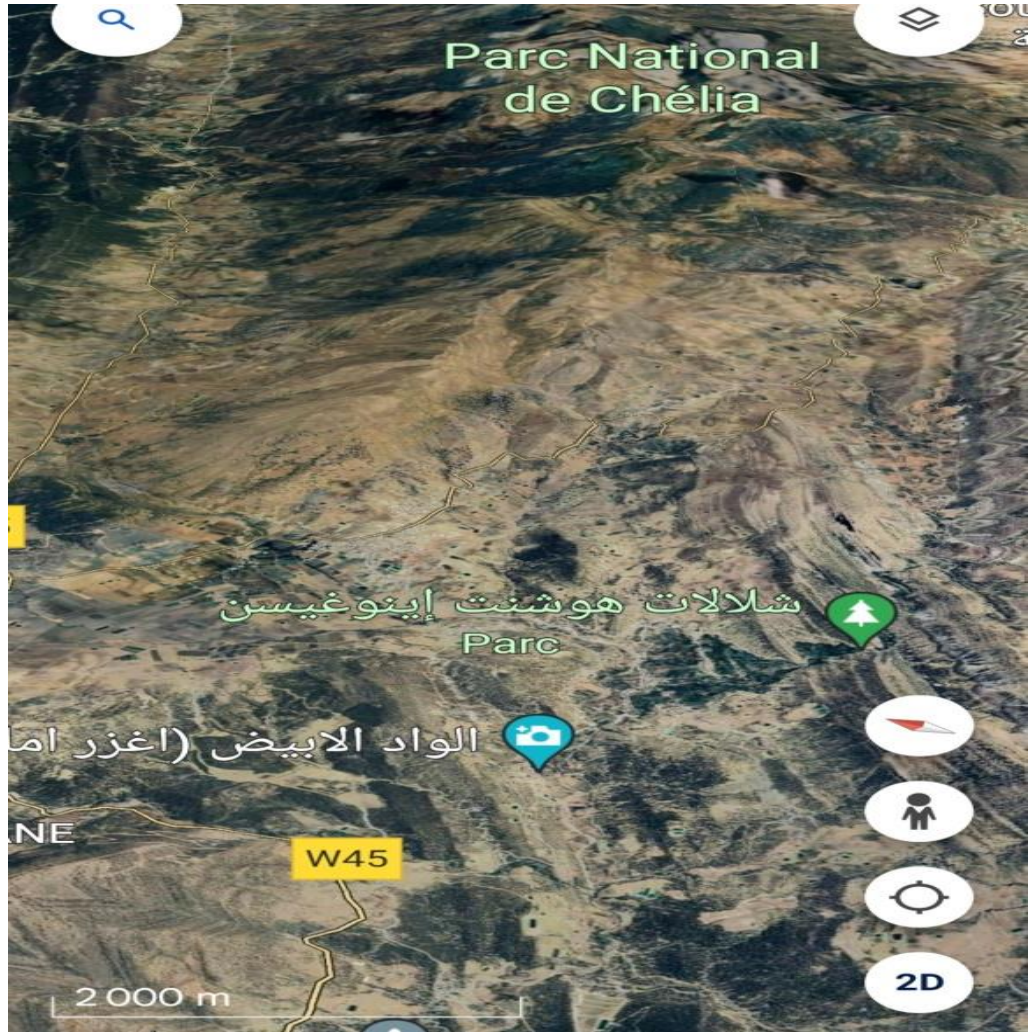 Parc National
de Chélia
شلالات هوشنت إينوغيسن
Parc
الواد الابيض (اغزر اما
NE
W45
2 000 m
2D